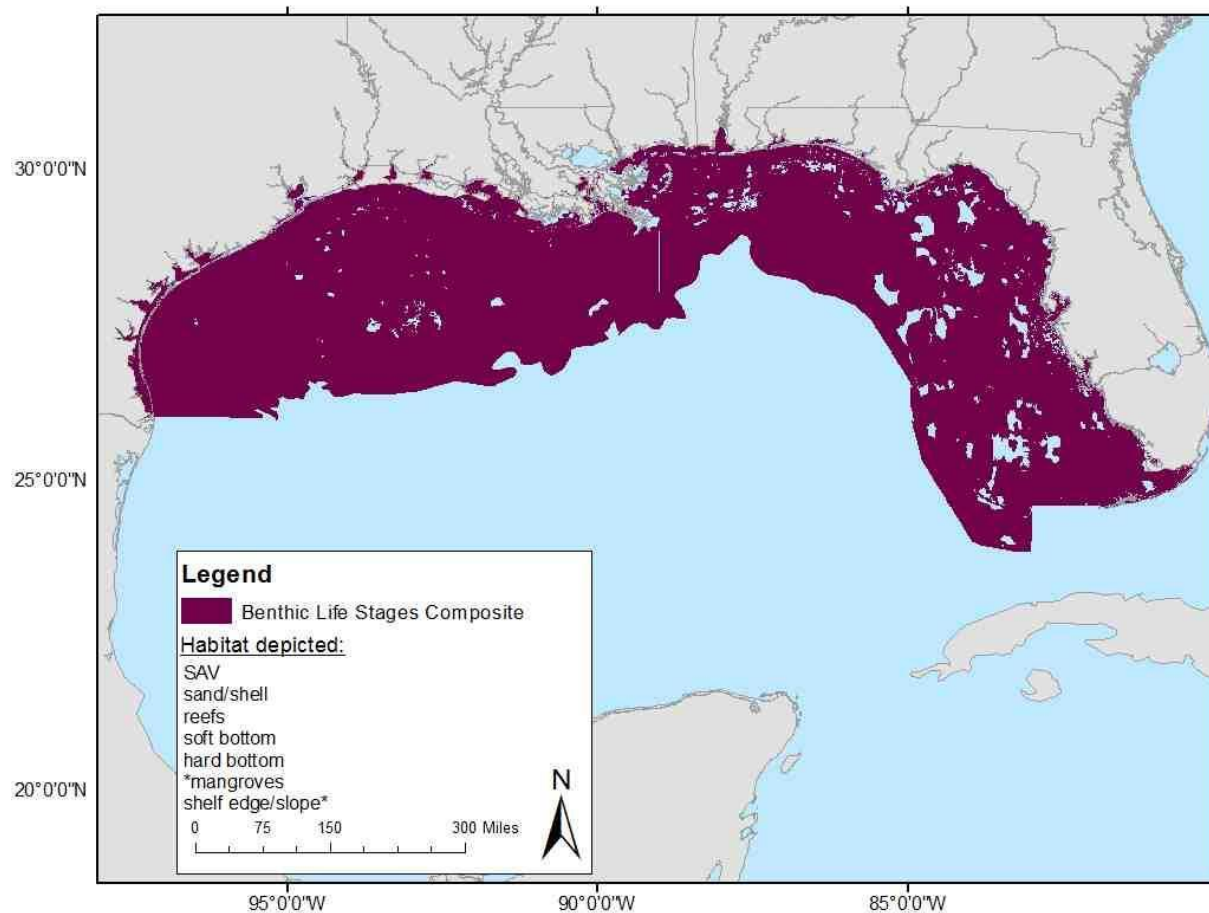 30°0'0"N
25°0'0"N
20°0'0"N
Legend
Benthic Life Stages Composite
Habitat depicted:
SAV
sand/shell
reefs
soft bottom
hard bottom
*mangroves
shelf edge/slope*
N
0 75 150 300 Miles
95°0'0"W 90°0'0"W 85°0'0"W